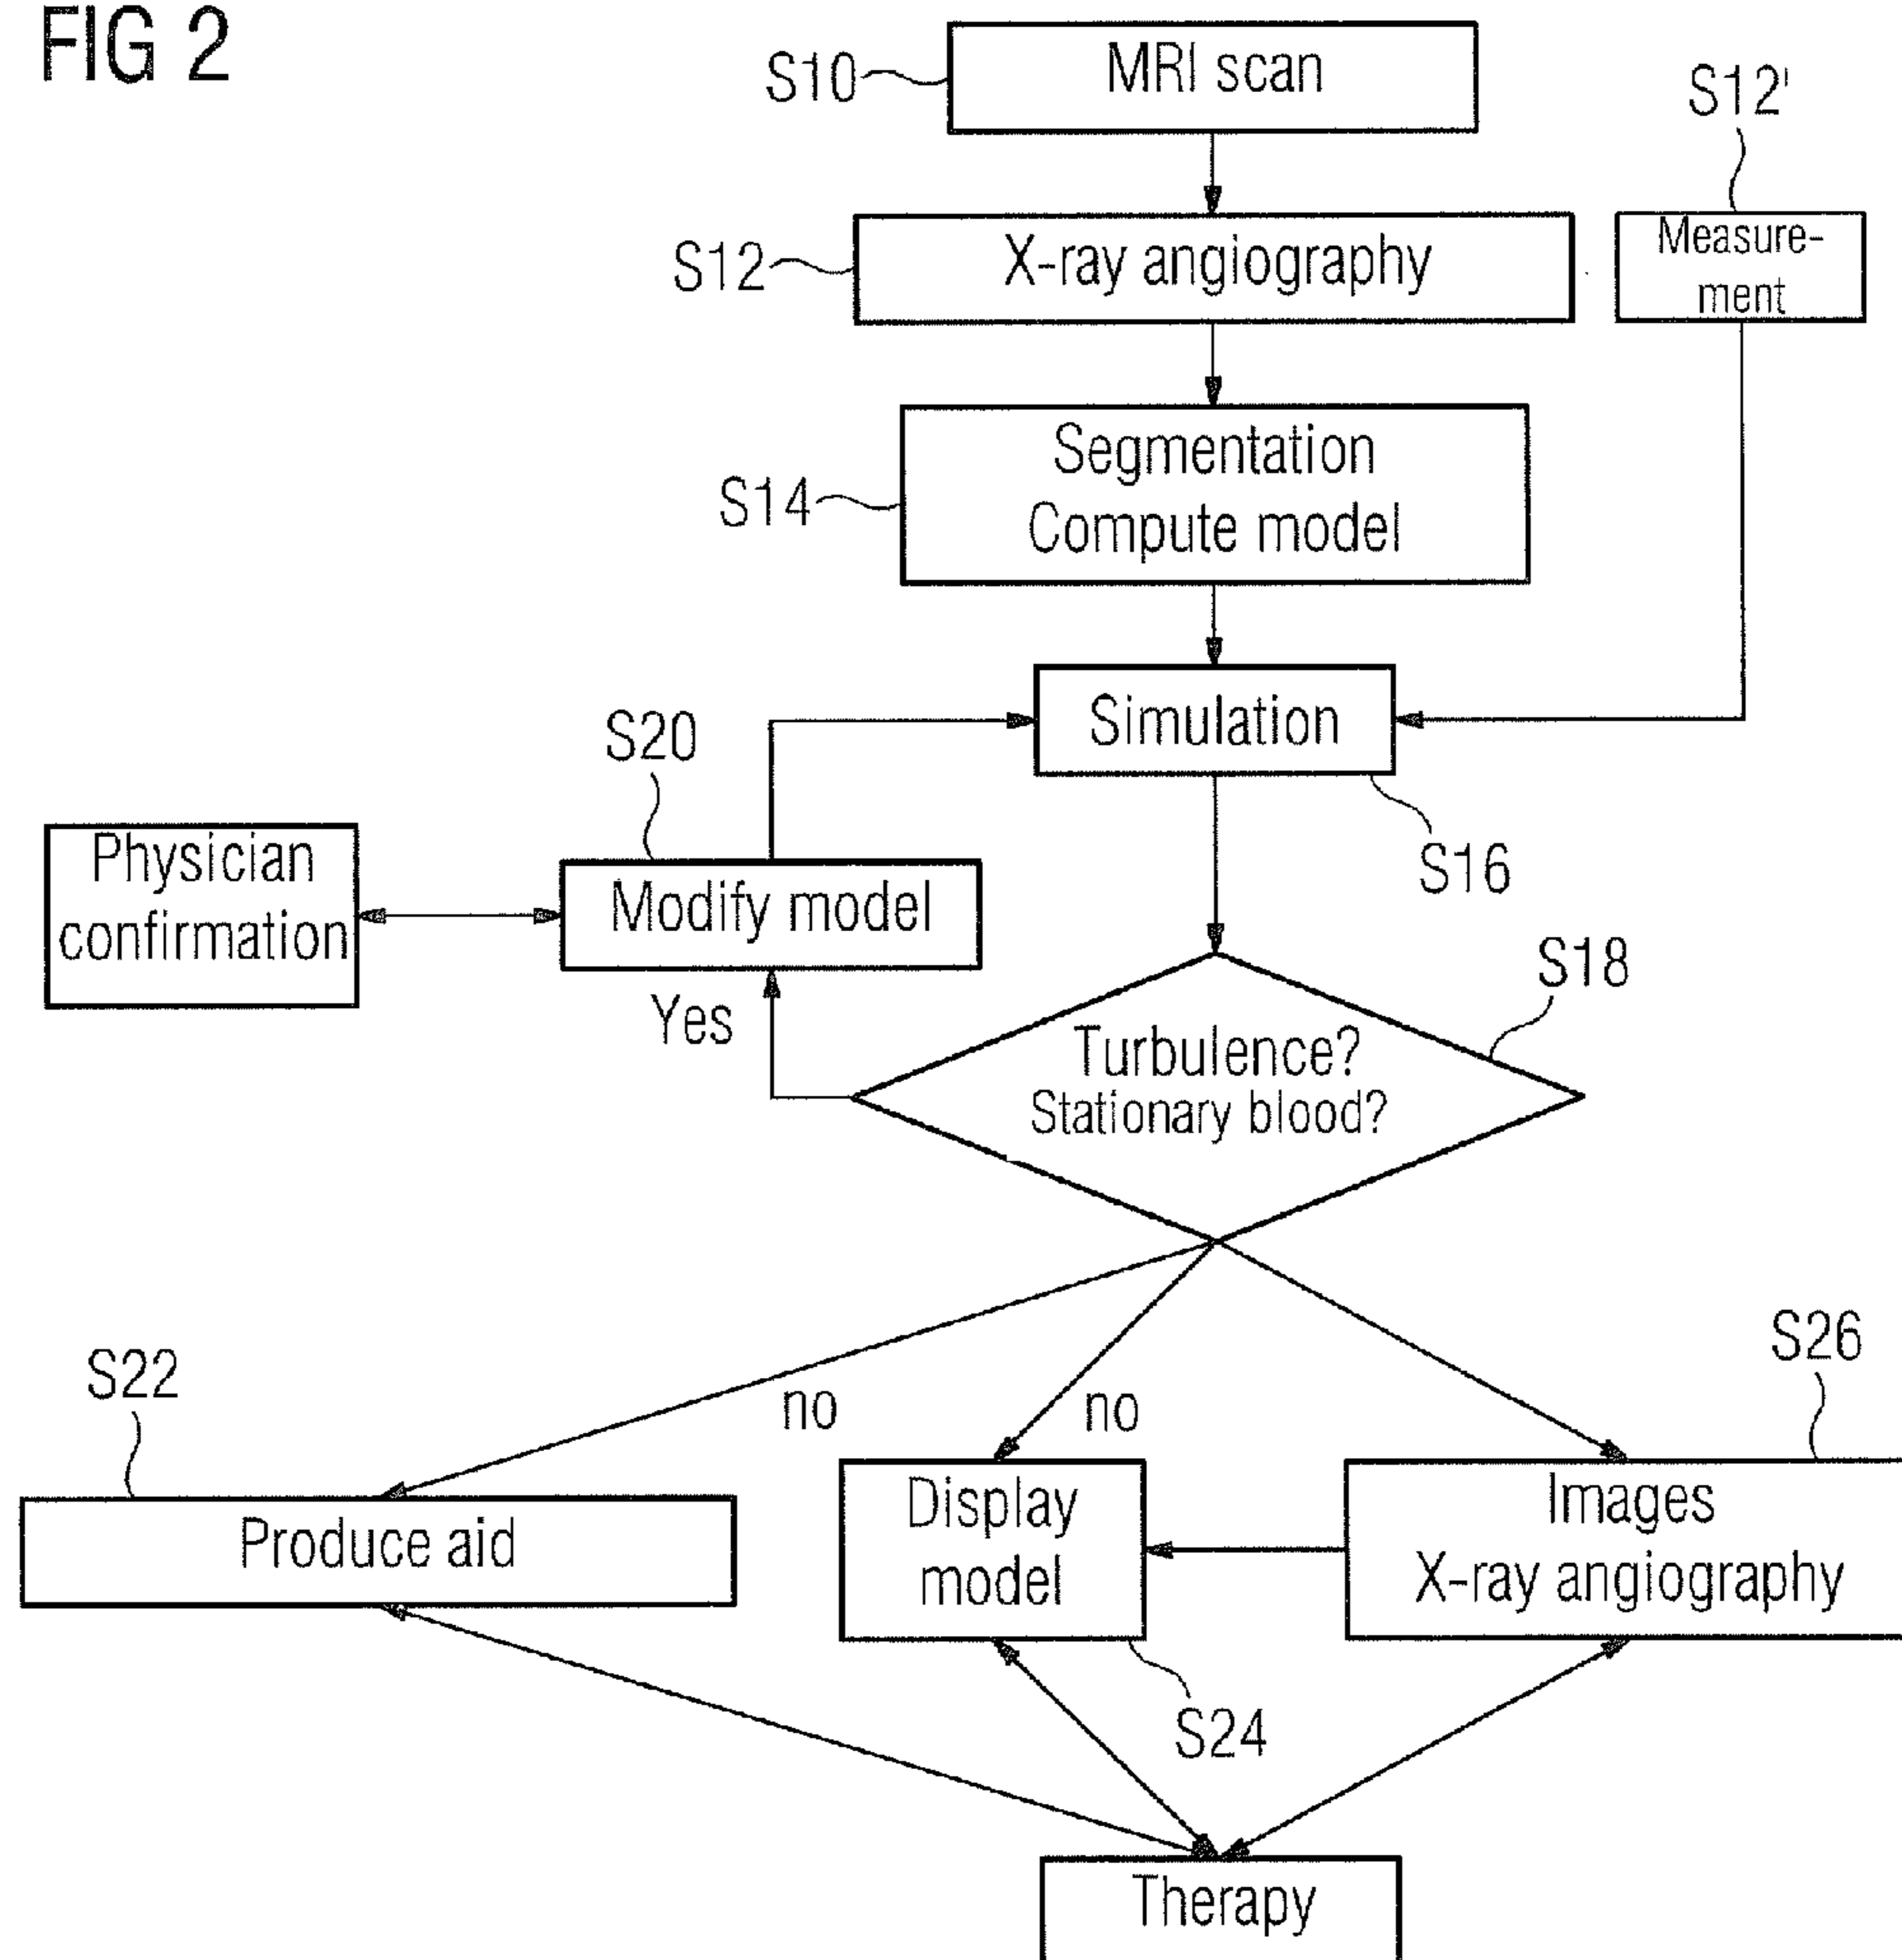 FIG 2
S10
MRI scan
S12'
S12
X-ray angiography
Measure-
ment
S14
Segmentation
Compute model
Simulation
S16
S20
Physician
confirmation
Modify model
Yes
S18
Turbulence?
Stationary blood?
no
no
S22
Produce aid
Display
model
S24
S26
Images
X-ray angiography
Therapy